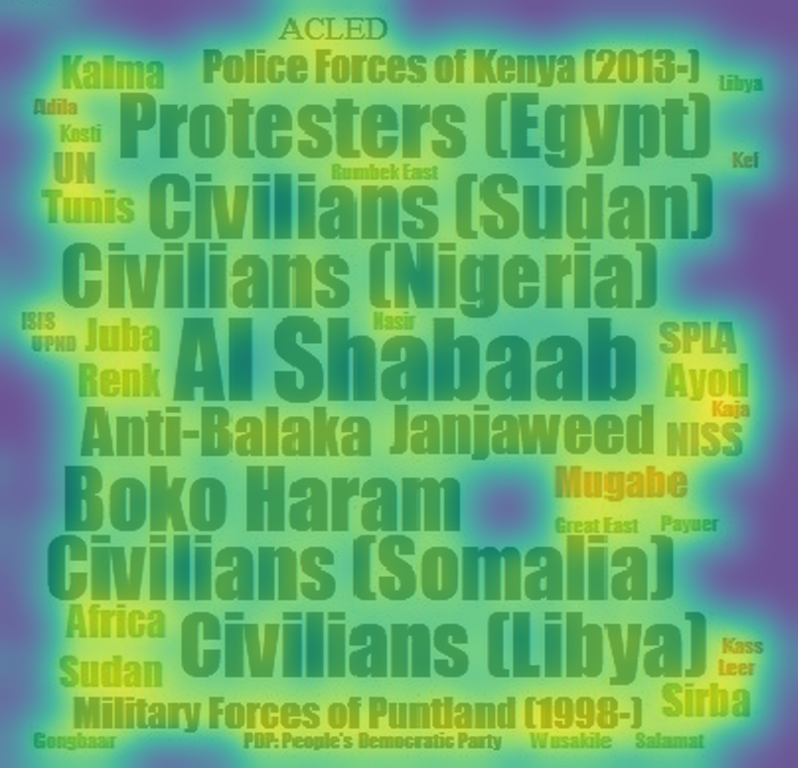 ACLED
Kalma Police Forces of Kenya (2013-) Libya
Adila Protesters (Egypt)
Kosti
UN Rumbek East Kef
Tunis Civilians (Sudan)
Civilians (Nigeria)
ISIS Nasir
UPND Juba Al Shabaab SPLA
Renk Ayod
Kaja
Anti-Balaka Janjaweed NISS
Boko Haram Mugabe
Great East Payuer
Civilians (Somalia)
Africa Civilians (Libya) Kass
Sudan Leer
Military Forces of Puntland (1998-) Sirba
Gongbaar PDP: People's Democratic Party Wusakile Salamat